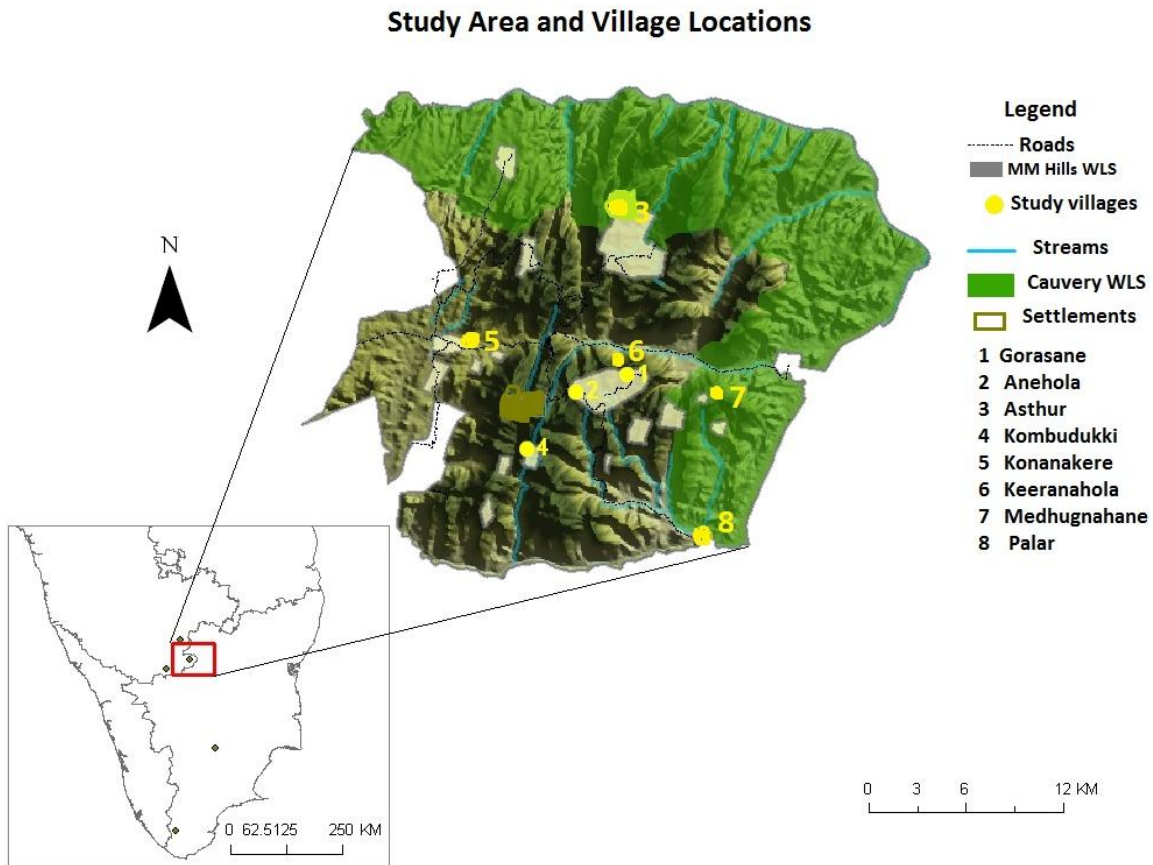 Study Area and Village Locations
Legend
Roads
MM Hills WLS
Study villages
Streams
Cauvery WLS
Settlements
1 Gorasane
2 Anehola
3 Asthur
4 Kombudukki
5 Konanakere
6 Keeranahola
7 Medhugnahane
8 Palar
N
3
5
6
1
2
7
4
8
0 3 6 12 KM
0 62.5125 250 KM